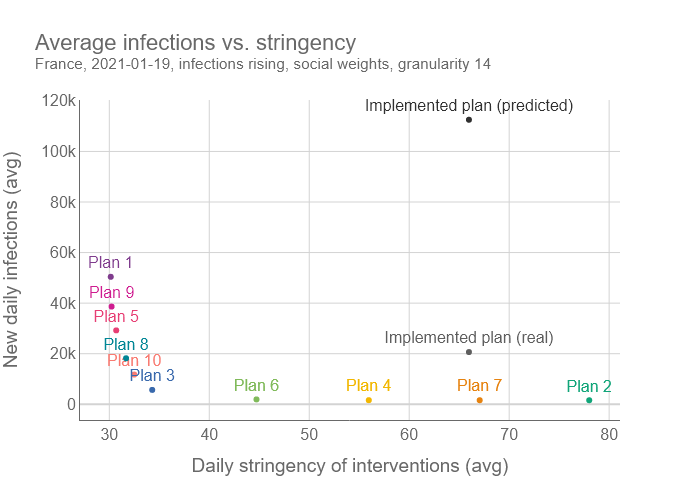 Average infections vs. stringency
France, 2021-01-19, infections rising, social weights, granularity 14
120k
Implemented plan (predicted)
100k
80k
60k
Plan 1
Plan 9
40k
Plan 5
Implemented plan (real)
Plan 8
20k
Plan 10
Plan 3
Plan 6
Plan 4
Plan 7
Plan 2
0
30
40
50
60
70
80
New daily infections (avg)
Daily stringency of interventions (avg)